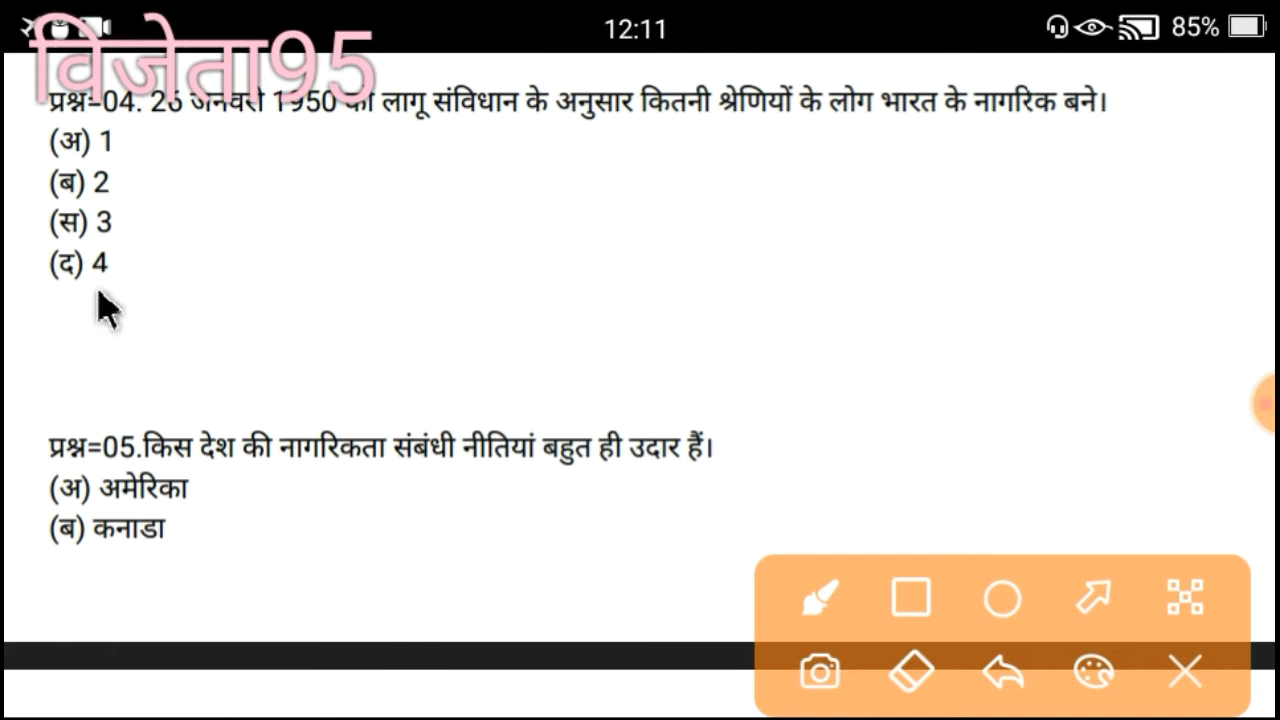 12:11
85%
विजेता95
प्रश्न=04. 26 जनवरी 1950 को लागू संविधान के अनुसार कितनी श्रेणियों के लोग भारत के नागरिक बने।
(अ) 1
(ब) 2
(स) 3
(द) 4
प्रश्न=05.किस देश की नागरिकता संबंधी नीतियां बहुत ही उदार हैं।
(अ) अमेरिका
(ब) कनाडा